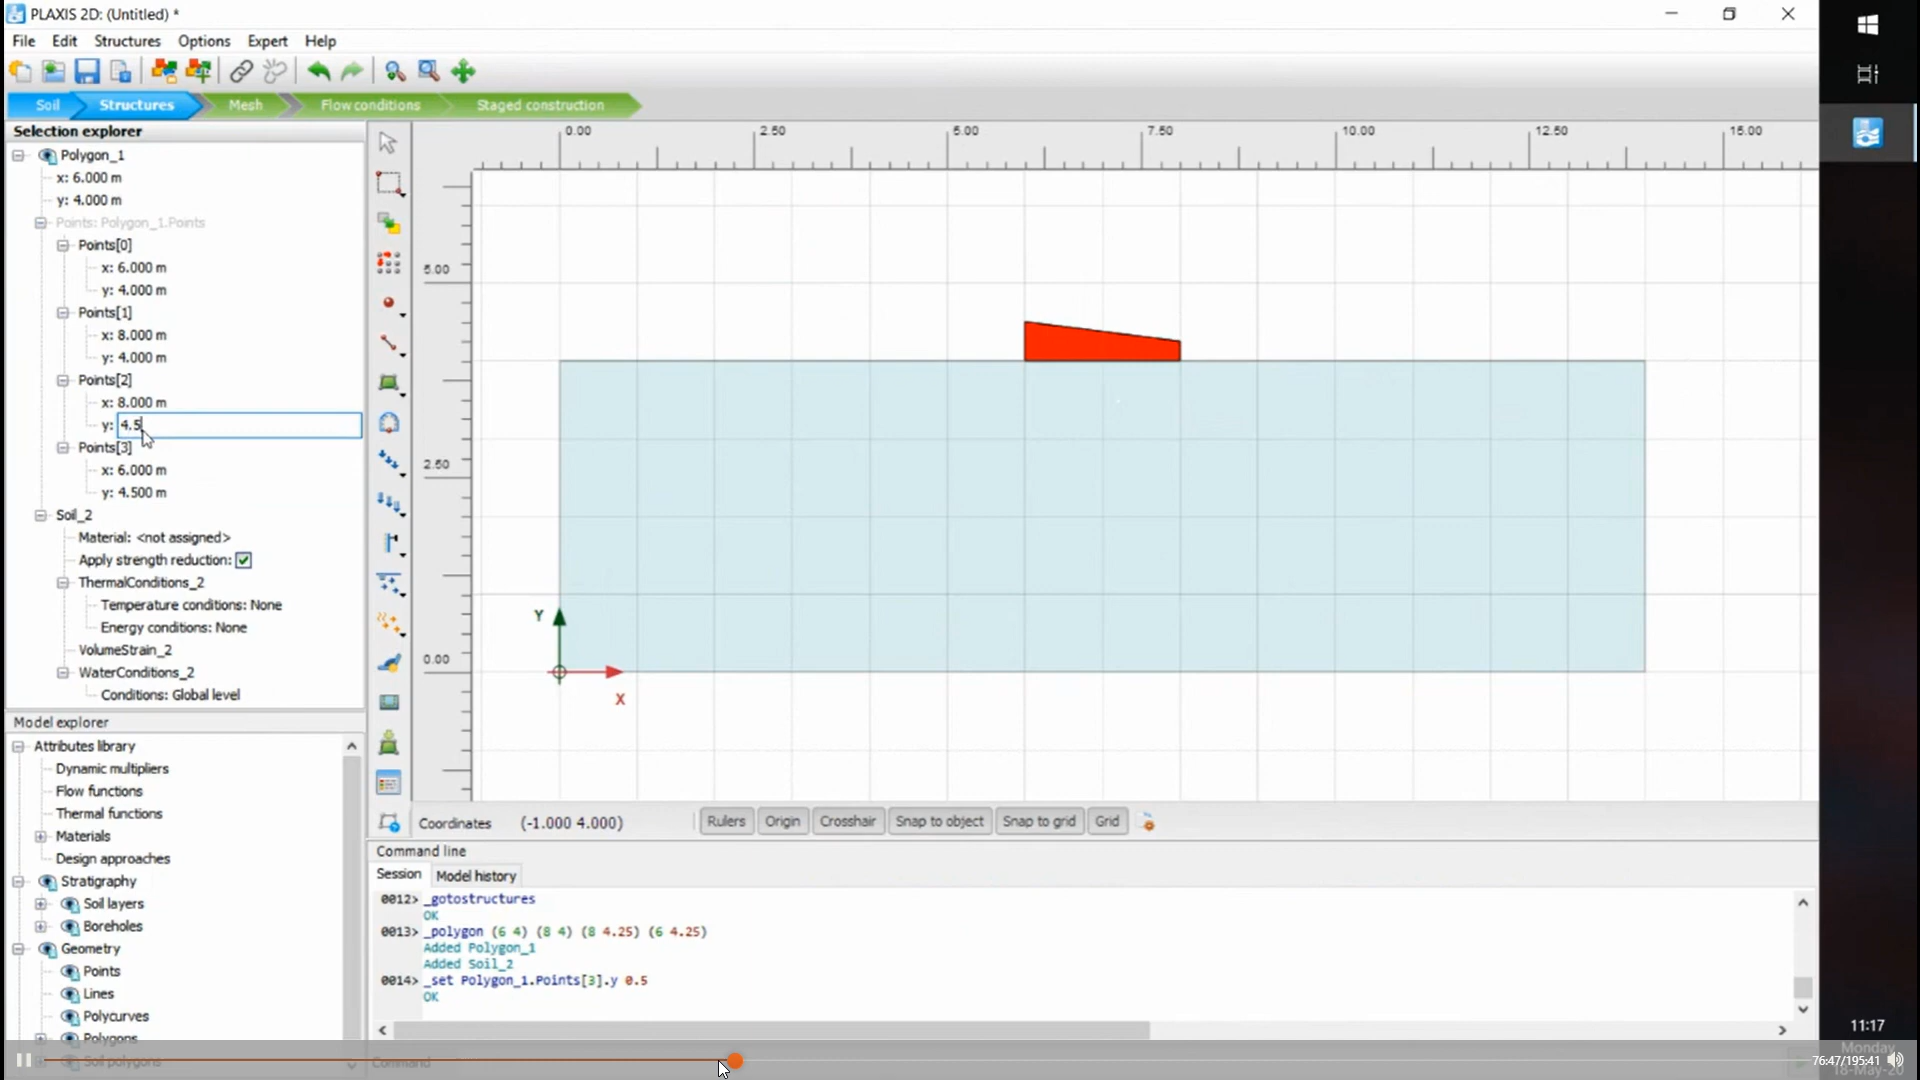 PLAXIS 2D: (Untitled) *
File Edit Structures Options Expert Help
Soil Structures Mesh Flow conditions Staged construction
Selection explorer
Polygon_1
x: 6.000 m
y: 4.000 m
Points: Polygon_1.Points
Points[0]
x: 6.000 m
y: 4.000 m
Points[1]
x: 8.000 m
y: 4.000 m
Points[2]
x: 8.000 m
y: 4.5
Points[3]
x: 6.000 m
y: 4.500 m
Soil_2
Material: <not assigned>
Apply strength reduction:
ThermalConditions_2
Temperature conditions: None
Energy conditions: None
VolumeStrain_2
WaterConditions_2
Conditions: Global level
Model explorer
Attributes library
Dynamic multipliers
Flow functions
Thermal functions
Materials
Design approaches
Stratigraphy
Soil layers
Boreholes
Geometry
Points
Lines
Polycurves
Polygons
Soil polygons
0.00 2.50 5.00 7.50 10.00 12.50 15.00
5.00
2.50
0.00
Y
X
Coordinates (-1.000 4.000) Rulers Origin Crosshair Snap to object Snap to grid Grid
Command line
Session Model history
0012> _gotostructures
OK
0013> _polygon (6 4) (8 4) (8 4.25) (6 4.25)
Added Polygon_1
Added Soil_2
0014> _set Polygon_1.Points[3].y 0.5
OK
Command
11:17
Monday
18-May-20
76:47/195:41